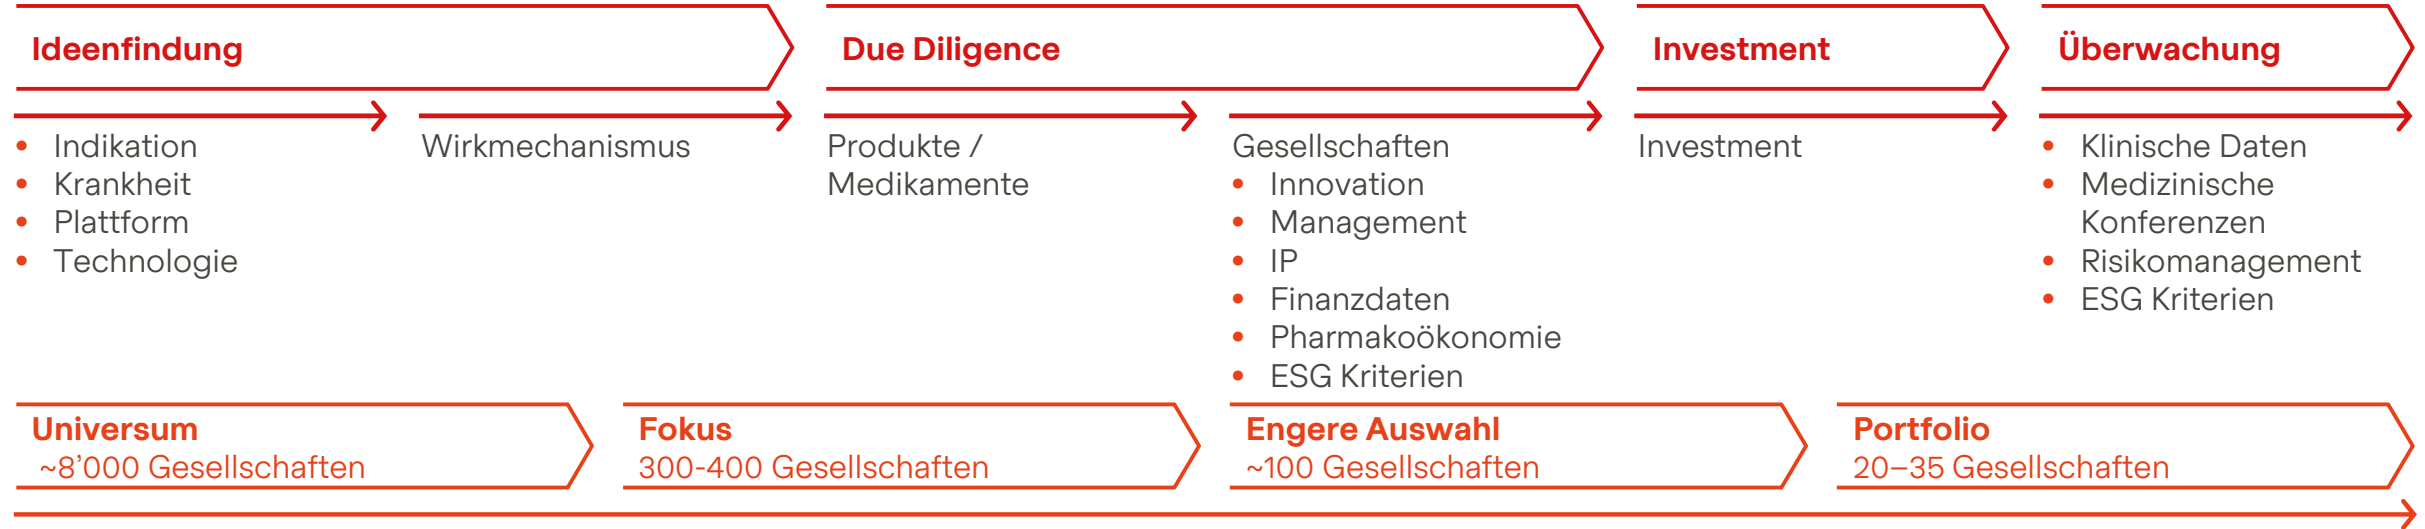 Ideenfindung
Due Diligence
Investment
Überwachung
• Indikation
• Krankheit
• Plattform
• Technologie
Wirkmechanismus
Produkte /
Medikamente
Gesellschaften
• Innovation
• Management
• IP
• Finanzdaten
• Pharmakoökonomie
• ESG Kriterien
Investment
• Klinische Daten
• Medizinische
Konferenzen
• Risikomanagement
• ESG Kriterien
Universum
~8’000 Gesellschaften
Fokus
300-400 Gesellschaften
Engere Auswahl
~100 Gesellschaften
Portfolio
20–35 Gesellschaften